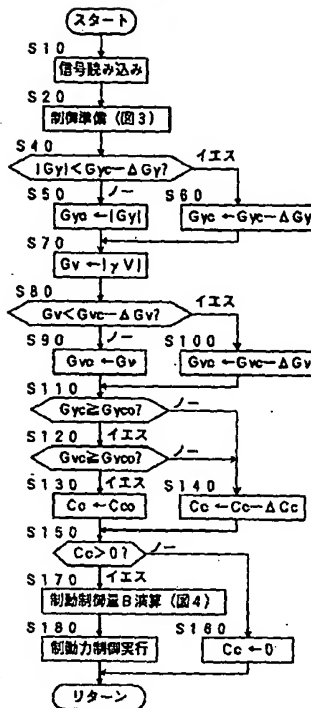 スタート
S10
信号読み込み
S20
制御準備(図3)
S40
|Gy|<Gyc−ΔGy?
イエス
S50
ノー
S60
Gyc←|Gy|
Gyc←Gyc−ΔGy
S70
Gv←|γV|
S80
Gv<Gvc−ΔGv?
イエス
S90
ノー
S100
Gvc←Gv
Gvc←Gvc−ΔGv
S110
Gyc≧Gyco?
ノー
S120
イエス
Gvc≧Gyco?
ノー
S130
イエス
S140
Cc←Cco
Cc←Cc−ΔCc
S150
Cc>0?
ノー
S170
イエス
制動制御量B演算(図4)
S180
S160
制動力制御実行
Cc←0
リターン